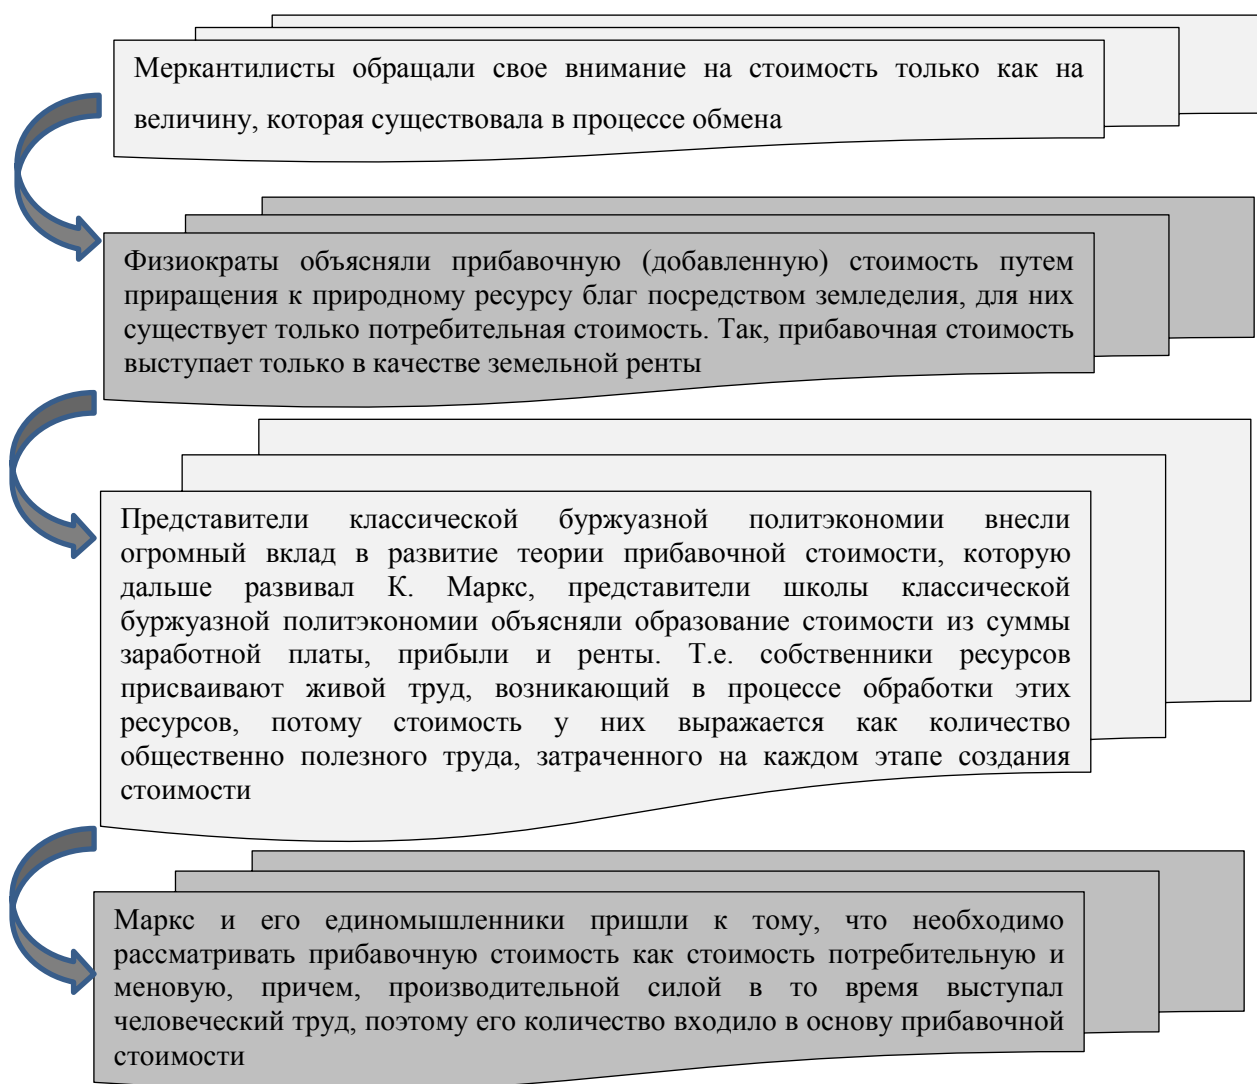 Меркантилисты обращали свое внимание на стоимость только как на
величину, которая существовала в процессе обмена
Физиократы объясняли прибавочную (добавленную) стоимость путем
приращения к природному ресурсу благ посредством земледелия, для них
существует только потребительная стоимость. Так, прибавочная стоимость
выступает только в качестве земельной ренты
Представители классической буржуазной политэкономии внесли
огромный вклад в развитие теории прибавочной стоимости, которую
дальше развивал К. Маркс, представители школы классической
буржуазной политэкономии объясняли образование стоимости из суммы
заработной платы, прибыли и ренты. Т.е. собственники ресурсов
присваивают живой труд, возникающий в процессе обработки этих
ресурсов, потому стоимость у них выражается как количество
общественно полезного труда, затраченного на каждом этапе создания
стоимости
Маркс и его единомышленники пришли к тому, что необходимо
рассматривать прибавочную стоимость как стоимость потребительную и
меновую, причем, производительной силой в то время выступал
человеческий труд, поэтому его количество входило в основу прибавочной
стоимости